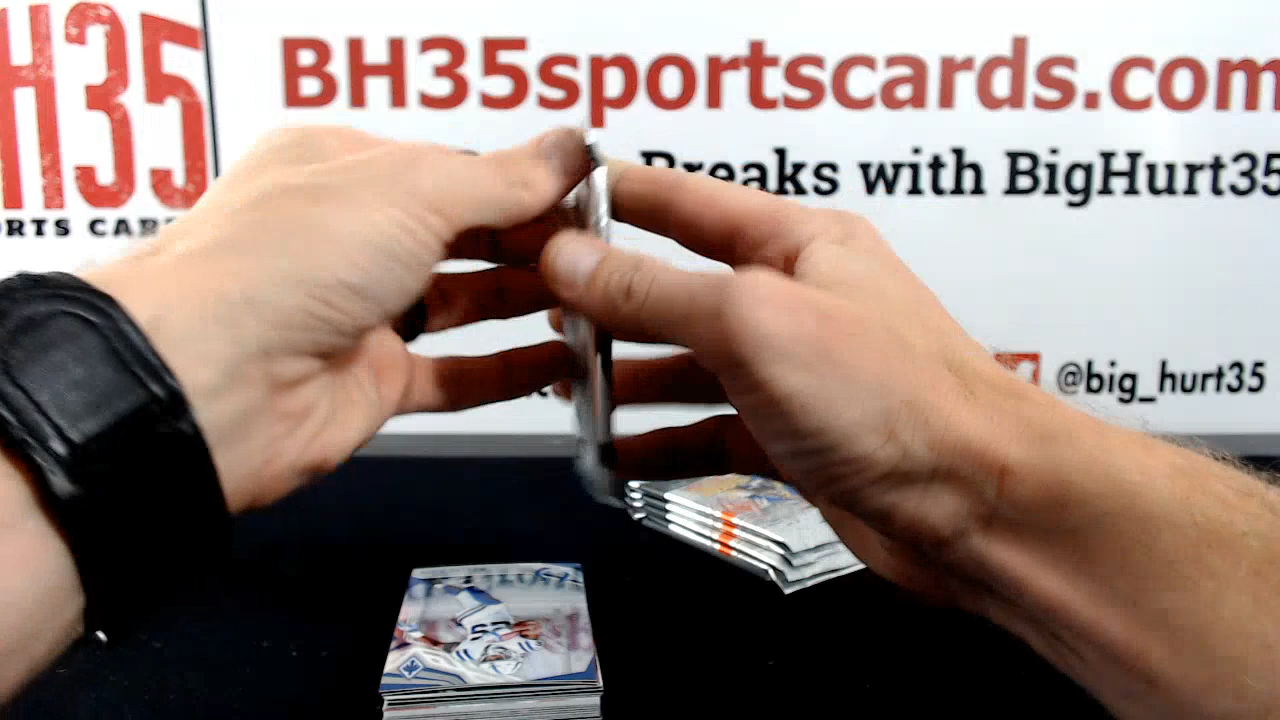 H35
RTS CAR
BH35sportscards.com
Breaks with BigHurt35
@big_hurt35